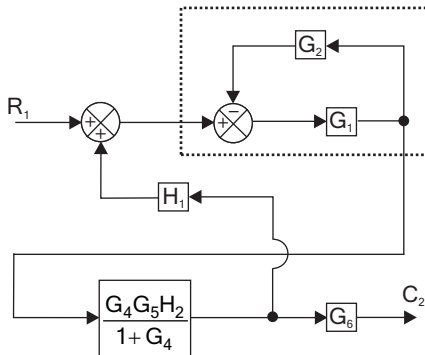 G₂
−
R₁
+
+
+
G₁
H₁
G₄G₅H₂
1+G₄
G₆
C₂